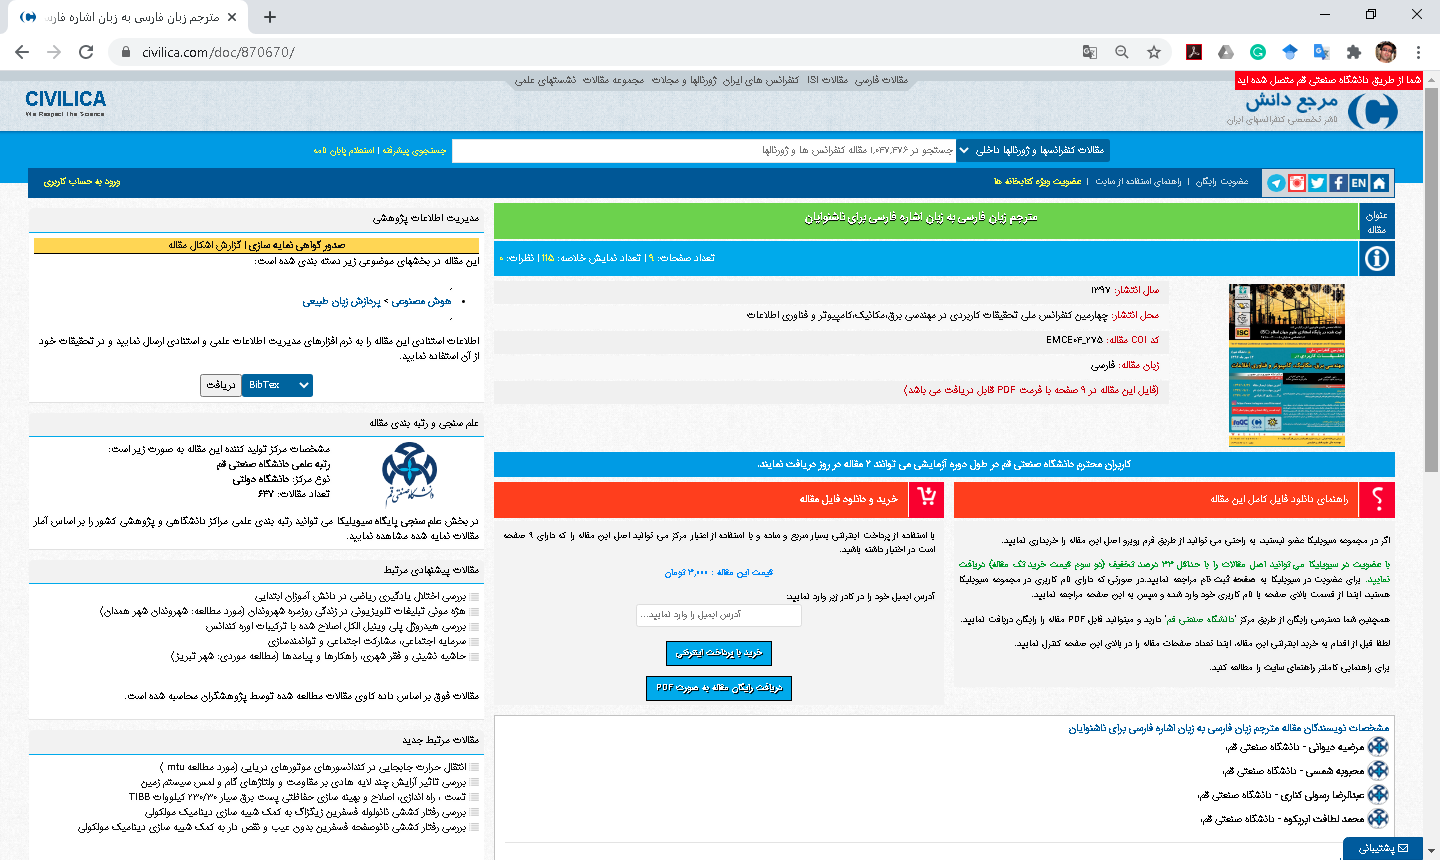 مترجم زبان فارسی به زبان اشاره فارس
civilica.com/doc/870670/
شما از طریق دانشگاه صنعتی قم متصل شده اید
مقالات فارسی مقالات ISI کنفرانس های ایران ژورنالها و مجلات مجموعه مقالات نشستهای علمی
CIVILICA
We Respect the Science
مرجع دانش
ناشر تخصصی کنفرانسهای ایران
مقالات کنفرانسها و ژورنالها داخلی
جستجو در ۱,۰۴۷,۴۷۶ مقاله کنفرانس ها و ژورنالها
جستجوی پیشرفته | استعلام پایان نامه
EN
عضویت رایگان | راهنمای استفاده از سایت | عضویت ویژه کتابخانه ها
ورود به حساب کاربری
عنوان مقاله
مترجم زبان فارسی به زبان اشاره فارسی برای ناشنوایان
تعداد صفحات: ۹ | تعداد نمایش خلاصه: ۱۱۵ | نظرات: ۰
سال انتشار: ۱۳۹۷
محل انتشار: چهارمین کنفرانس ملی تحقیقات کاربردی در مهندسی برق،مکانیک،کامپیوتر و فناوری اطلاعات
کد COI مقاله: EMCE04_275
زبان مقاله: فارسی
(فایل این مقاله در ۹ صفحه با فرمت PDF قابل دریافت می باشد)
ISC
کاربران محترم دانشگاه صنعتی قم در طول دوره آزمایشی می توانند ۲ مقاله در روز دریافت نمایند.
راهنمای دانلود فایل کامل این مقاله
اگر در مجموعه سیویلیکا عضو نیستید، به راحتی می توانید از طریق فرم روبرو اصل این مقاله را خریداری نمایید.
با عضویت در سیویلیکا می توانید اصل مقالات را با حداقل ۳۳ درصد تخفیف (دو سوم قیمت خرید تک مقاله) دریافت
نمایید. برای عضویت در سیویلیکا به صفحه ثبت نام مراجعه نمایید.در صورتی که دارای نام کاربری در مجموعه سیویلیکا
هستید، ابتدا از قسمت بالای صفحه با نام کاربری خود وارد شده و سپس به این صفحه مراجعه نمایید.
همچنین شما دسترسی رایگان از طریق مرکز "دانشگاه صنعتی قم" دارید و میتوانید فایل PDF مقاله را رایگان دریافت نمایید.
لطفا قبل از اقدام به خرید اینترنتی این مقاله، ابتدا تعداد صفحات مقاله را در بالای این صفحه کنترل نمایید.
برای راهنمایی کاملتر راهنمای سایت را مطالعه کنید.
خرید و دانلود فایل مقاله
با استفاده از پرداخت اینترنتی بسیار سریع و ساده و یا استفاده از اعتبار مرکز می توانید اصل این مقاله را که دارای ۹ صفحه
است در اختیار داشته باشید.
قیمت این مقاله : ۳,۰۰۰ تومان
آدرس ایمیل خود را در کادر زیر وارد نمایید:
آدرس ایمیل را وارد نمایید...
خرید با پرداخت اینترنتی
دریافت رایگان مقاله به صورت PDF
مشخصات نویسندگان مقاله مترجم زبان فارسی به زبان اشاره فارسی برای ناشنوایان
مرضیه دیوانی - دانشگاه صنعتی قم،
محبوبه شمسی - دانشگاه صنعتی قم،
عبدالرضا رسولی کناری - دانشگاه صنعتی قم،
محمد لطافت ابربکوه - دانشگاه صنعتی قم،
پشتیبانی
مدیریت اطلاعات پژوهشی
صدور گواهی نمایه سازی | گزارش اشکال مقاله
این مقاله در بخشهای موضوعی زیر دسته بندی شده است:
هوش مصنوعی > پردازش زبان طبیعی
اطلاعات استنادی این مقاله را به نرم افزارهای مدیریت اطلاعات علمی و استنادی ارسال نمایید و در تحقیقات خود
از آن استفاده نمایید.
BibTex
دریافت
علم سنجی و رتبه بندی مقاله
مشخصات مرکز تولید کننده این مقاله به صورت زیر است:
رتبه علمی دانشگاه صنعتی قم
نوع مرکز: دانشگاه دولتی
تعداد مقالات: ۶۳۷
دانشگاه صنعتی قم
در بخش علم سنجی پایگاه سیویلیکا می توانید رتبه بندی علمی مراکز دانشگاهی و پژوهشی کشور را بر اساس آمار
مقالات نمایه شده مشاهده نمایید.
مقالات پیشنهادی مرتبط
بررسی اختلال یادگیری ریاضی در دانش آموزان ابتدایی
هژه مونی تبلیغات تلویزیونی در زندگی روزمره شهروندان (مورد مطالعه: شهروندان شهر همدان)
بررسی هیدروژل پلی وینیل الکل اصلاح شده با ترکیبات اوره کندانس
سرمایه اجتماعی، مشارکت اجتماعی و توانمندسازی
حاشیه نشینی و فقر شهری، راهکارها و پیامدها (مطالعه موردی: شهر تبریز)
مقالات فوق بر اساس داده کاوی مقالات مطالعه شده توسط پژوهشگران محاسبه شده است.
مقالات مرتبط جدید
انتقال حرارت جابجایی در کندانسورهای موتورهای دریایی (مورد مطالعه mtu )
بررسی تاثیر آرایش چند لایه هادی بر مقاومت و ولتاژهای گام و لمس سیستم زمین
تست ، راه اندازی، اصلاح و بهینه سازی حفاظتی پست برق سیار ۲۳۰/۳۰ کیلووات TIBB
بررسی رفتار کششی نانولوله فسفرین زیگزاگ به کمک شبیه سازی دینامیک مولکولی
بررسی رفتار کششی نانوصفحه فسفرین بدون عیب و نقص دار به کمک شبیه سازی دینامیک مولکولی